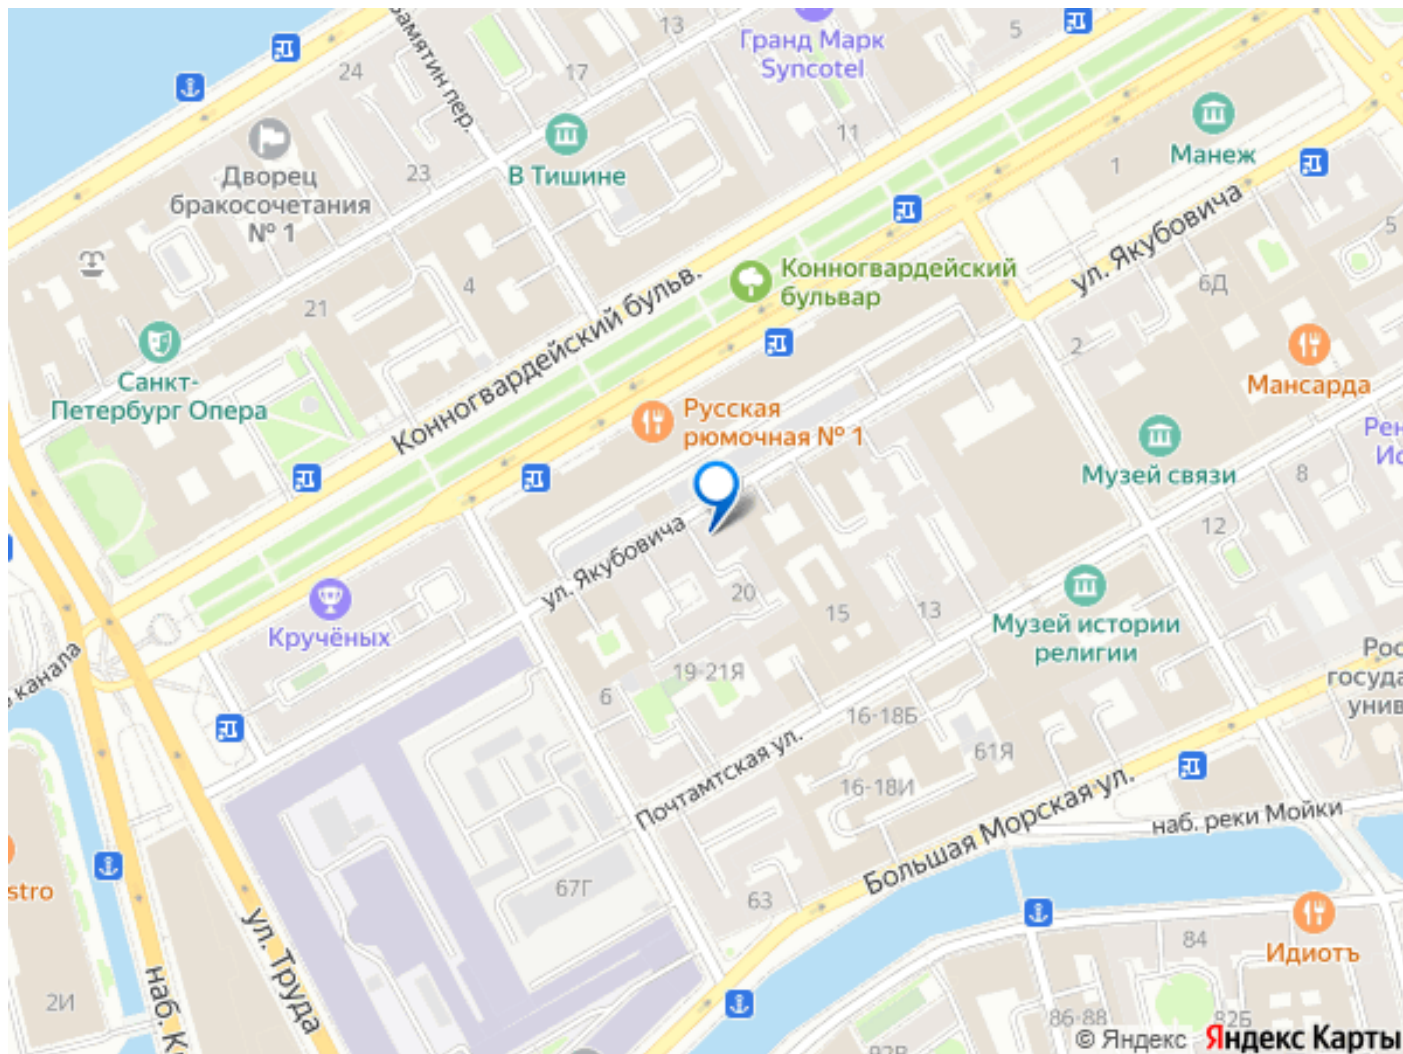 13
5
Гранд Марк
Syncotel
24
17
Замятин пер.
11
Манеж
1
Дворец
бракосочетания
№ 1
23
В Тишине
ул. Якубовича
5
Конногвардейский
бульвар
4
6Д
21
Конногвардейский бульв.
2
Мансарда
Санкт-
Петербург Опера
Русская
рюмочная № 1
Музей связи
8
12
ул. Якубовича
20
15
13
Кручёных
Музей истории
религии
канала
19-21Я
6
16-18Б
61Я
Почтамтская ул.
16-18И
Большая Морская ул.
наб. реки Мойки
67Г
63
stro
84
Идиотъ
ул. Труда
2И
86-88
82Б
92В
© Яндекс Яндекс Карты